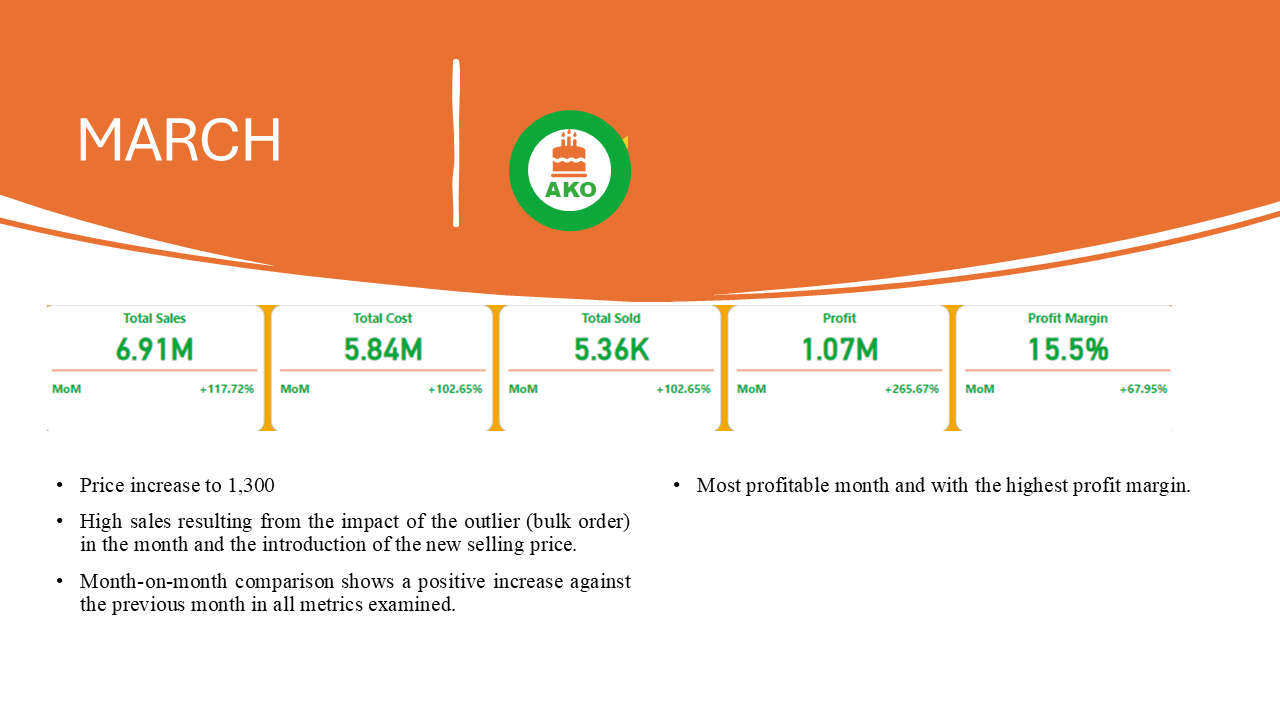 MARCH
AKO
Total Sales
6.91M
MoM +117.72%
Total Cost
5.84M
MoM +102.65%
Total Sold
5.36K
MoM +102.65%
Profit
1.07M
MoM +265.67%
Profit Margin
15.5%
MoM +67.95%
• Price increase to 1,300
• High sales resulting from the impact of the outlier (bulk order)
in the month and the introduction of the new selling price.
• Month-on-month comparison shows a positive increase against
the previous month in all metrics examined.
• Most profitable month and with the highest profit margin.